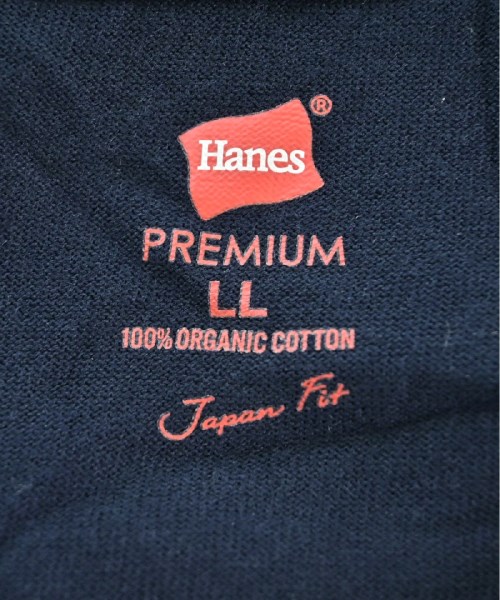 Hanes®
PREMIUM
LL
100% ORGANIC COTTON
Japan Fit